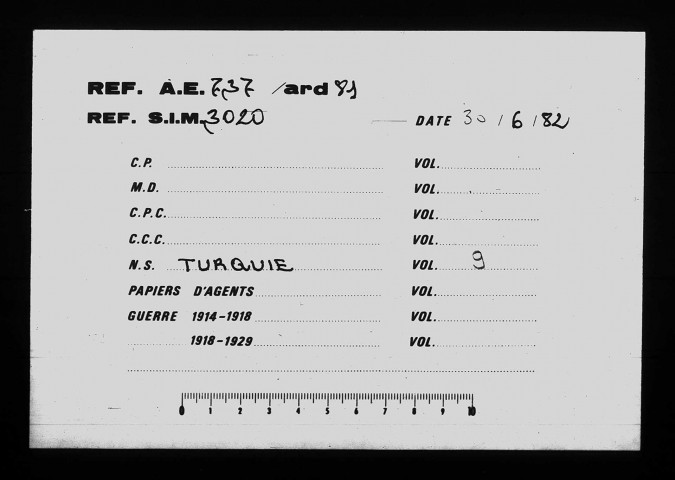 REF. A.E. 737 /ard 81
REF. S.I.M. 3020 DATE 30 / 6 / 82
C.P. VOL.
M.D. VOL.
C.P.C. VOL.
C.C.C. VOL.
N.S. TURQUIE VOL. 9
PAPIERS D'AGENTS VOL.
GUERRE 1914-1918 VOL.
1918-1929 VOL.
0 1 2 3 4 5 6 7 8 9 10